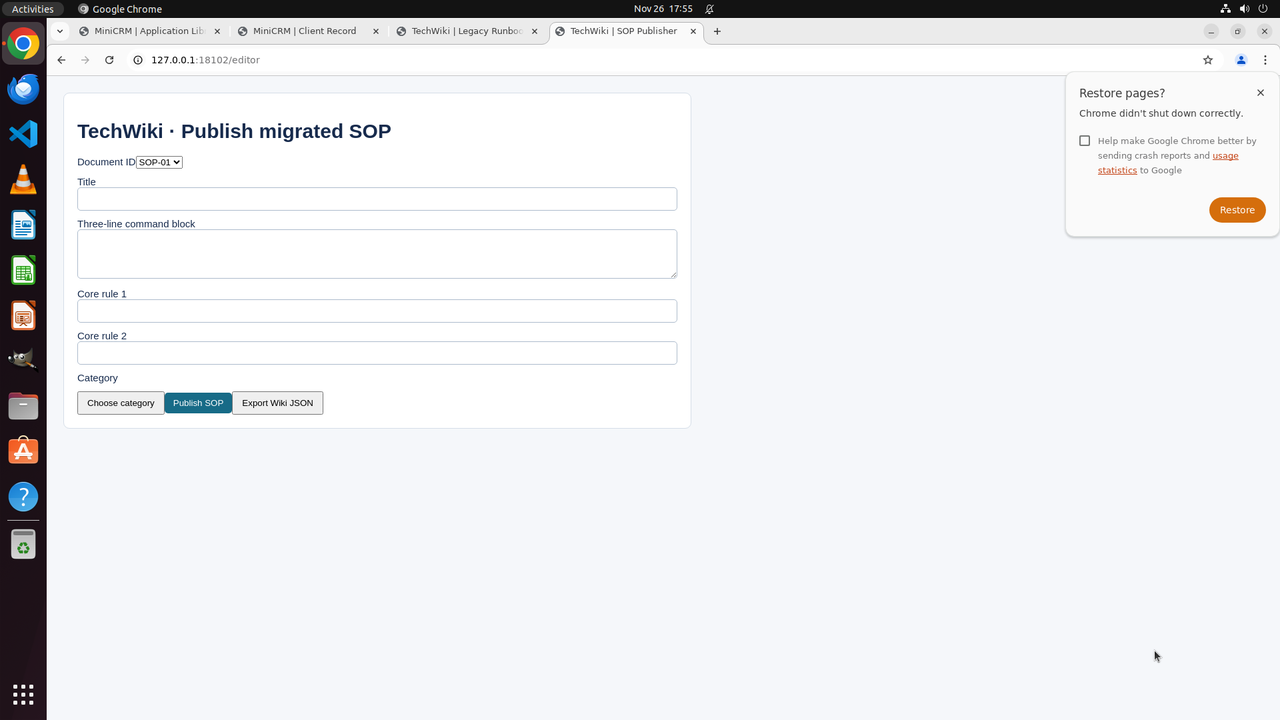 Activities
Google Chrome
Nov 26 17:55
MiniCRM | Application Lib
MiniCRM | Client Record
TechWiki | Legacy Runboo
TechWiki | SOP Publisher
127.0.0.1:18102/editor
Restore pages?
Chrome didn't shut down correctly.
Help make Google Chrome better by
sending crash reports and usage
statistics to Google
Restore
TechWiki · Publish migrated SOP
Document ID
SOP-01
Title
Three-line command block
Core rule 1
Core rule 2
Category
Choose category
Publish SOP
Export Wiki JSON